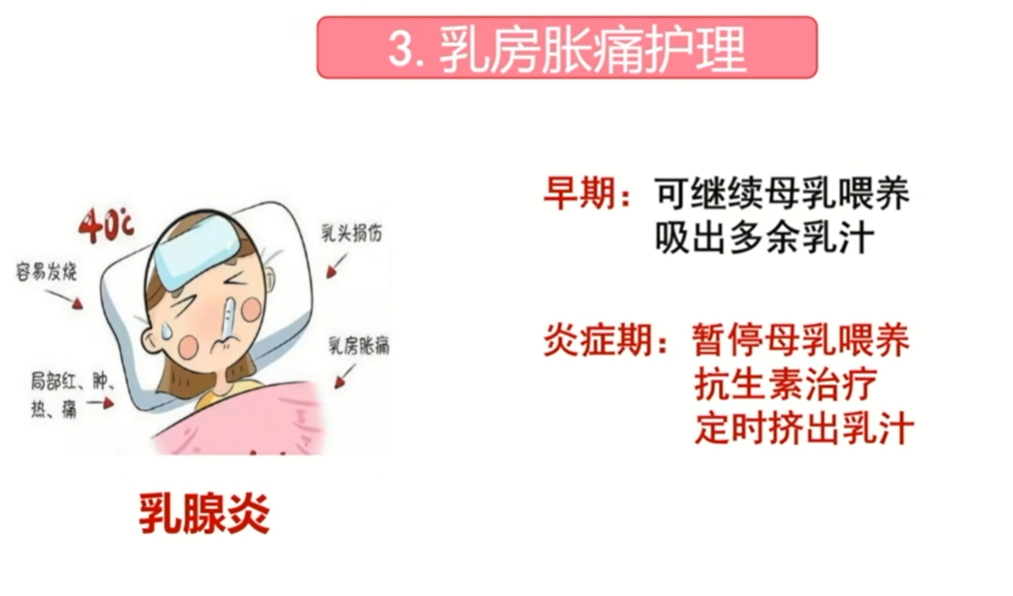 3.乳房胀痛护理
早期：可继续母乳喂养
吸出多余乳汁
炎症期：暂停母乳喂养
抗生素治疗
定时挤出乳汁
40℃
容易发烧
乳头损伤
乳房胀痛
局部红、肿、
热、痛
乳腺炎